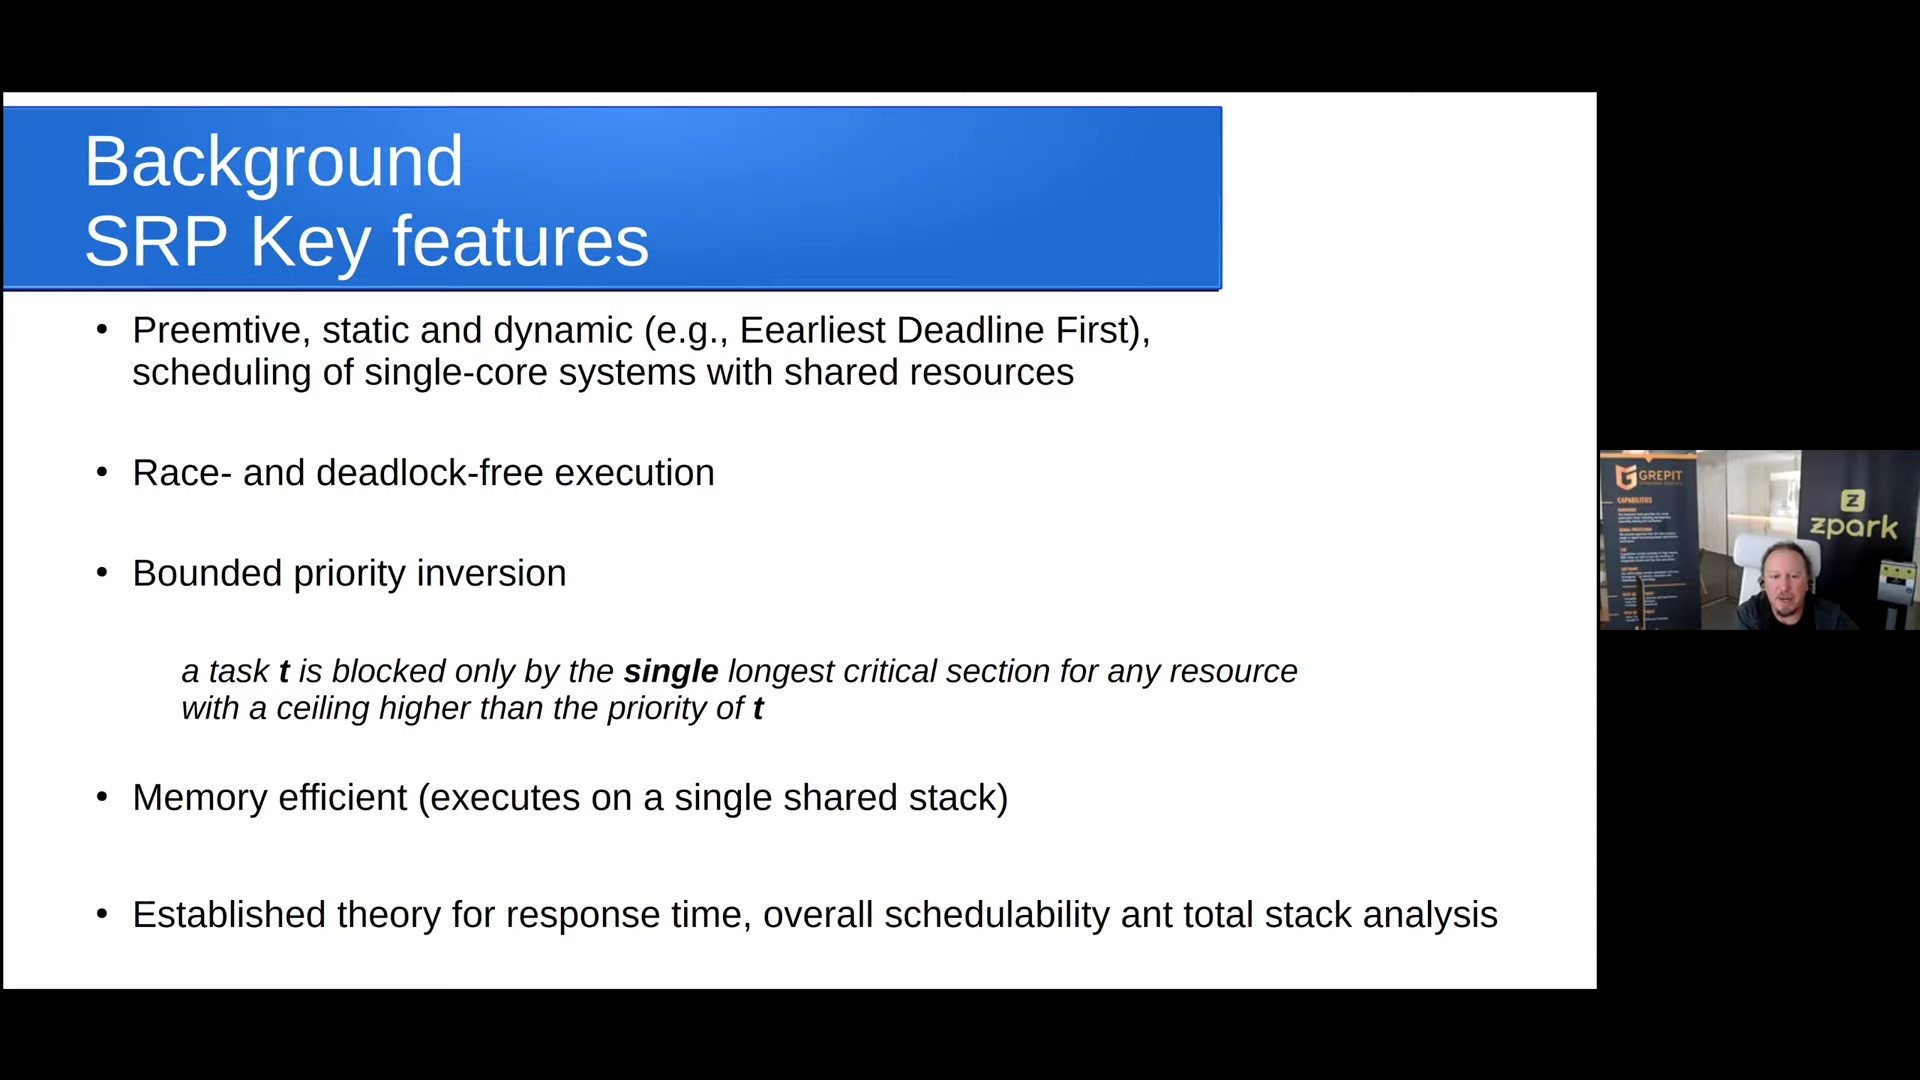 Background
SRP Key features
• Preemtive, static and dynamic (e.g., Eearliest Deadline First),
scheduling of single-core systems with shared resources
• Race- and deadlock-free execution
• Bounded priority inversion
a task t is blocked only by the single longest critical section for any resource
with a ceiling higher than the priority of t
• Memory efficient (executes on a single shared stack)
• Established theory for response time, overall schedulability ant total stack analysis
GREPIT
CAPABILITIES
z
zpark